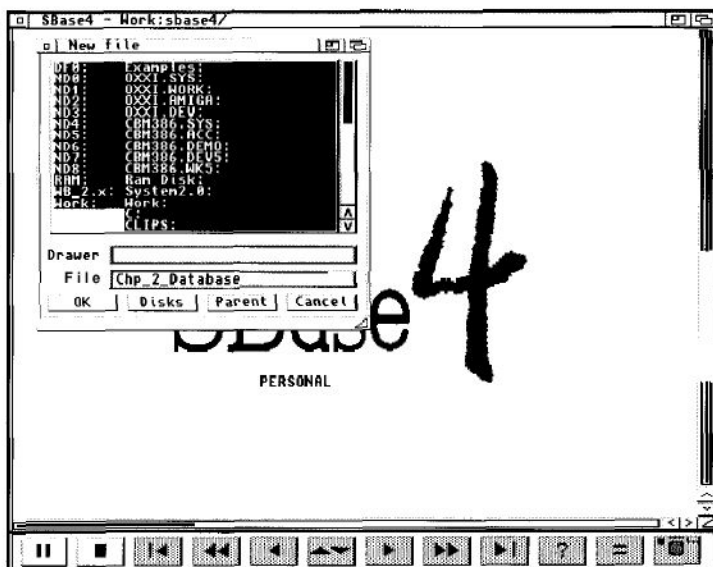 SBase4 - Work:sbase4/
New file
DF0: Examples:
ND0: OXXI.SYS:
ND1: OXXI.WORK:
ND2: OXXI.AMIGA:
ND3: OXXI.DEV:
ND4: CBM386.SYS:
ND5: CBM386.ACC:
ND6: CBM386.DEMO:
ND7: CBM386.DEV5:
ND8: CBM386.WK5:
RAM: Ram Disk:
WB_2.x: System2.0:
Work: Work:
C:
CLIPS:
Drawer
File Chp_2_Database
OK Disks Parent Cancel
SBase4
PERSONAL
? =